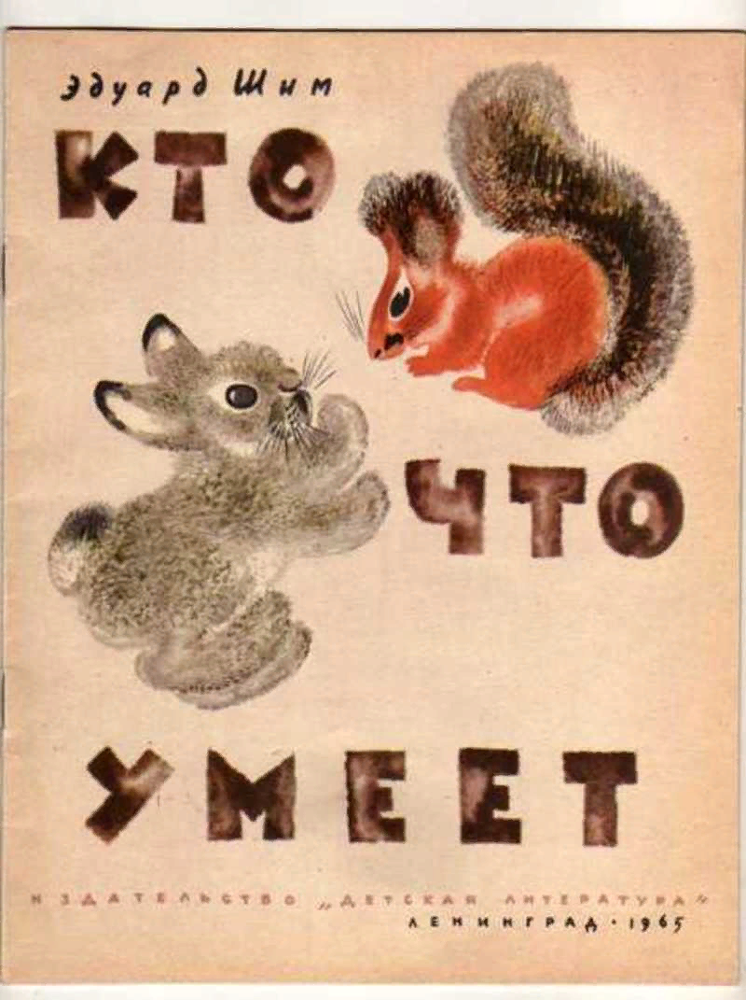 Эдуард Шим
КТО
ЧТО
УМЕЕТ
ИЗДАТЕЛЬСТВО „ДЕТСКАЯ ЛИТЕРАТУРА"
ЛЕНИНГРАД · 1965